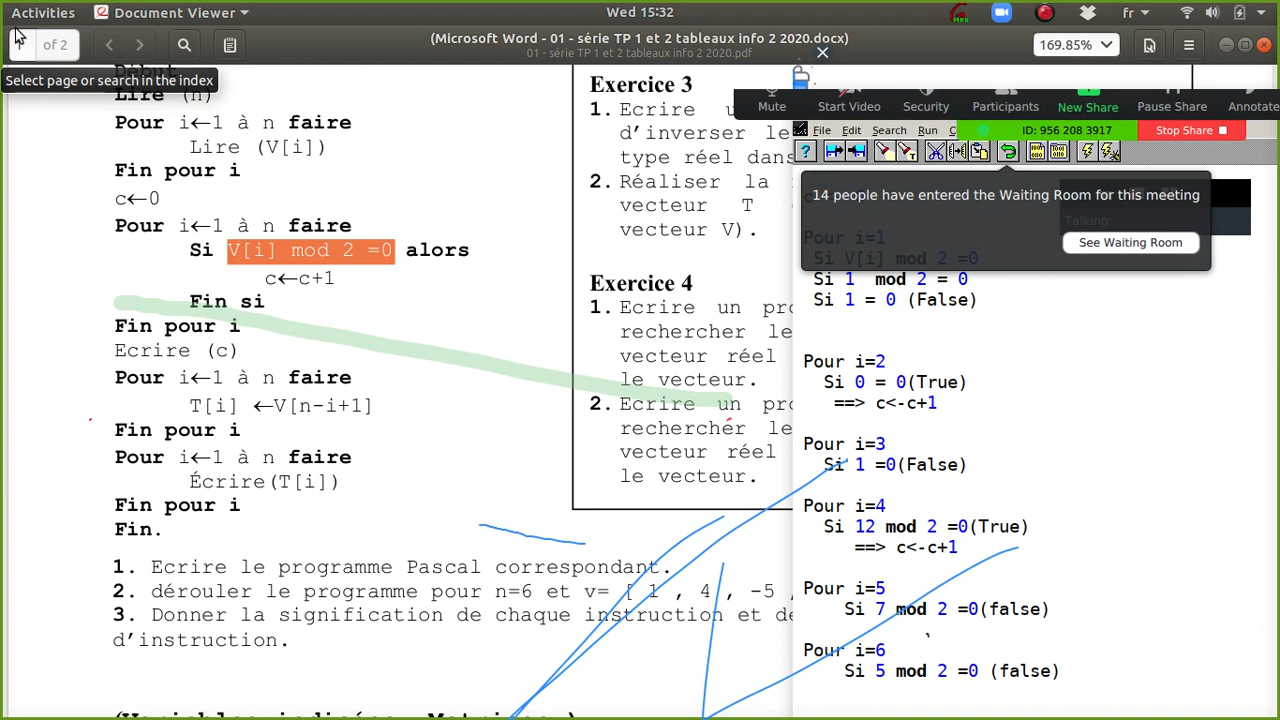 Activities
Document Viewer
Wed 15:32
fr
1 of 2
(Microsoft Word - 01 - série TP 1 et 2 tableaux info 2 2020.docx)
01 - série TP 1 et 2 tableaux info 2 2020.pdf
169.85%
Select page or search in the index
Lire (n)
Pour i←1 à n faire
Lire (V[i])
Fin pour i
c←0
Pour i←1 à n faire
Si V[i] mod 2 =0 alors
c←c+1
Fin si
Fin pour i
Ecrire (c)
Pour i←1 à n faire
T[i] ←V[n-i+1]
Fin pour i
Pour i←1 à n faire
Écrire(T[i])
Fin pour i
Fin.
1. Ecrire le programme Pascal correspondant.
2. dérouler le programme pour n=6 et v= [ 1 , 4 , -5 ,
3. Donner la signification de chaque instruction et
d'instruction.
Exercice 3
1. Ecrire
d'inverser le
type réel dans
2. Réaliser la
vecteur T
vecteur V).
Exercice 4
1. Ecrire un
rechercher le
vecteur réel
le vecteur.
2. Ecrire un
rechercher le
vecteur réel
le vecteur.
Mute
Start Video
Security
Participants
New Share
Pause Share
Annotate
File Edit Search Run
ID: 956 208 3917
Stop Share
14 people have entered the Waiting Room for this meeting
Talking:
See Waiting Room
Pour i=1
Si V[i] mod 2 =0
Si 1 mod 2 = 0
Si 1 = 0 (False)
Pour i=2
Si 0 = 0(True)
==> c<-c+1
Pour i=3
Si 1 =0(False)
Pour i=4
Si 12 mod 2 =0(True)
==> c<-c+1
Pour i=5
Si 7 mod 2 =0(false)
Pour i=6
Si 5 mod 2 =0 (false)